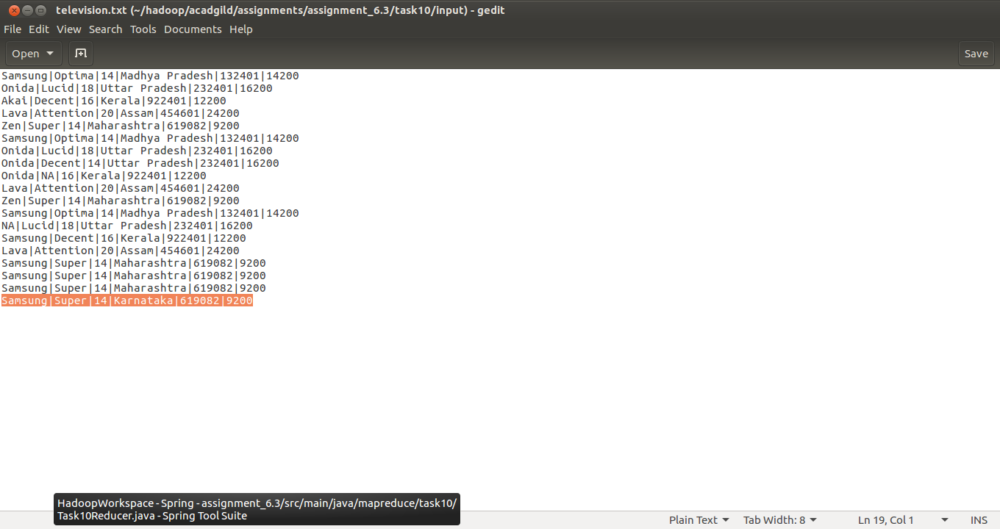 television.txt (~/hadoop/acadgild/assignments/assignment_6.3/task10/input) - gedit
File Edit View Search Tools Documents Help
Open Save
Samsung|Optima|14|Madhya Pradesh|132401|14200
Onida|Lucid|18|Uttar Pradesh|232401|16200
Akai|Decent|16|Kerala|922401|12200
Lava|Attention|20|Assam|454601|24200
Zen|Super|14|Maharashtra|619082|9200
Samsung|Optima|14|Madhya Pradesh|132401|14200
Onida|Lucid|18|Uttar Pradesh|232401|16200
Onida|Decent|14|Uttar Pradesh|232401|16200
Onida|NA|16|Kerala|922401|12200
Lava|Attention|20|Assam|454601|24200
Zen|Super|14|Maharashtra|619082|9200
Samsung|Optima|14|Madhya Pradesh|132401|14200
NA|Lucid|18|Uttar Pradesh|232401|16200
Samsung|Decent|16|Kerala|922401|12200
Lava|Attention|20|Assam|454601|24200
Samsung|Super|14|Maharashtra|619082|9200
Samsung|Super|14|Maharashtra|619082|9200
Samsung|Super|14|Maharashtra|619082|9200
Samsung|Super|14|Karnataka|619082|9200
HadoopWorkspace - Spring - assignment_6.3/src/main/java/mapreduce/task10/
Task10Reducer.java - Spring Tool Suite
Plain Text Tab Width: 8 Ln 19, Col 1 INS